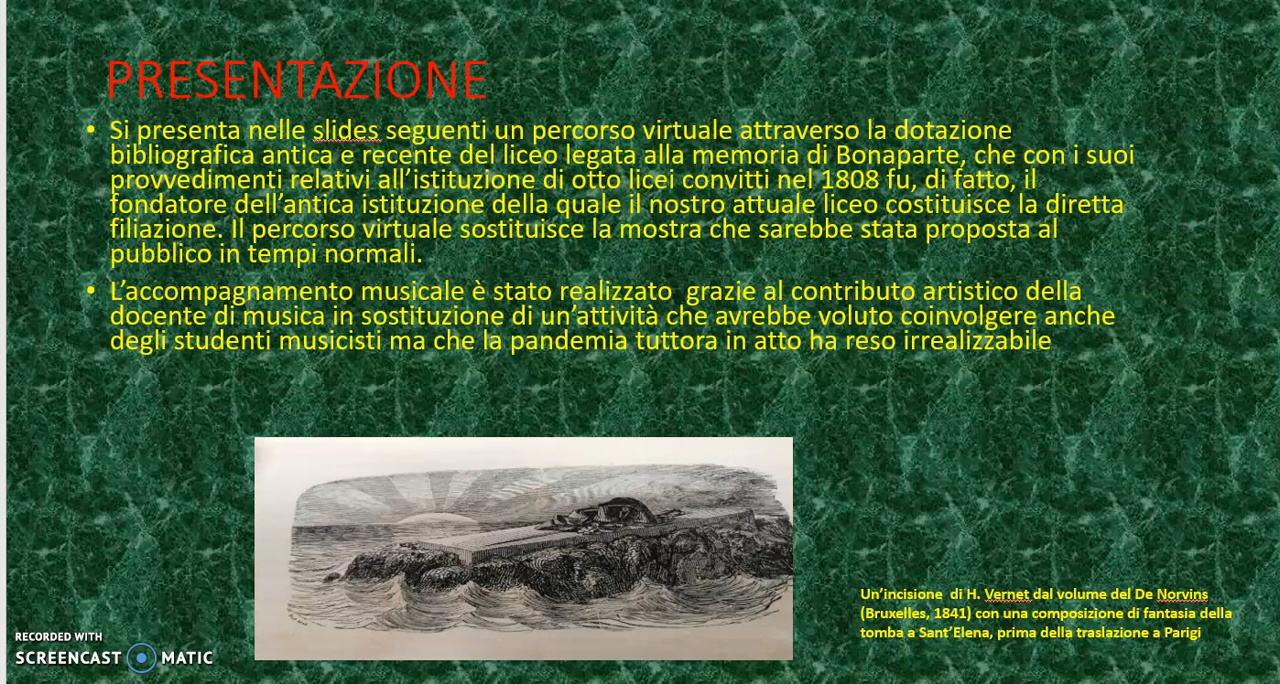 PRESENTAZIONE
• Si presenta nelle slides seguenti un percorso virtuale attraverso la dotazione
bibliografica antica e recente del liceo legata alla memoria di Bonaparte, che con i suoi
provvedimenti relativi all’istituzione di otto licei convitti nel 1808 fu, di fatto, il
fondatore dell’antica istituzione della quale il nostro attuale liceo costituisce la diretta
filiazione. Il percorso virtuale sostituisce la mostra che sarebbe stata proposta al
pubblico in tempi normali.
• L’accompagnamento musicale è stato realizzato  grazie al contributo artistico della
docente di musica in sostituzione di un’attività che avrebbe voluto coinvolgere anche
degli studenti musicisti ma che la pandemia tuttora in atto ha reso irrealizzabile
Un’incisione  di H. Vernet dal volume del De Norvins
(Bruxelles, 1841) con una composizione di fantasia della
tomba a Sant’Elena, prima della traslazione a Parigi
RECORDED WITH
SCREENCAST MATIC